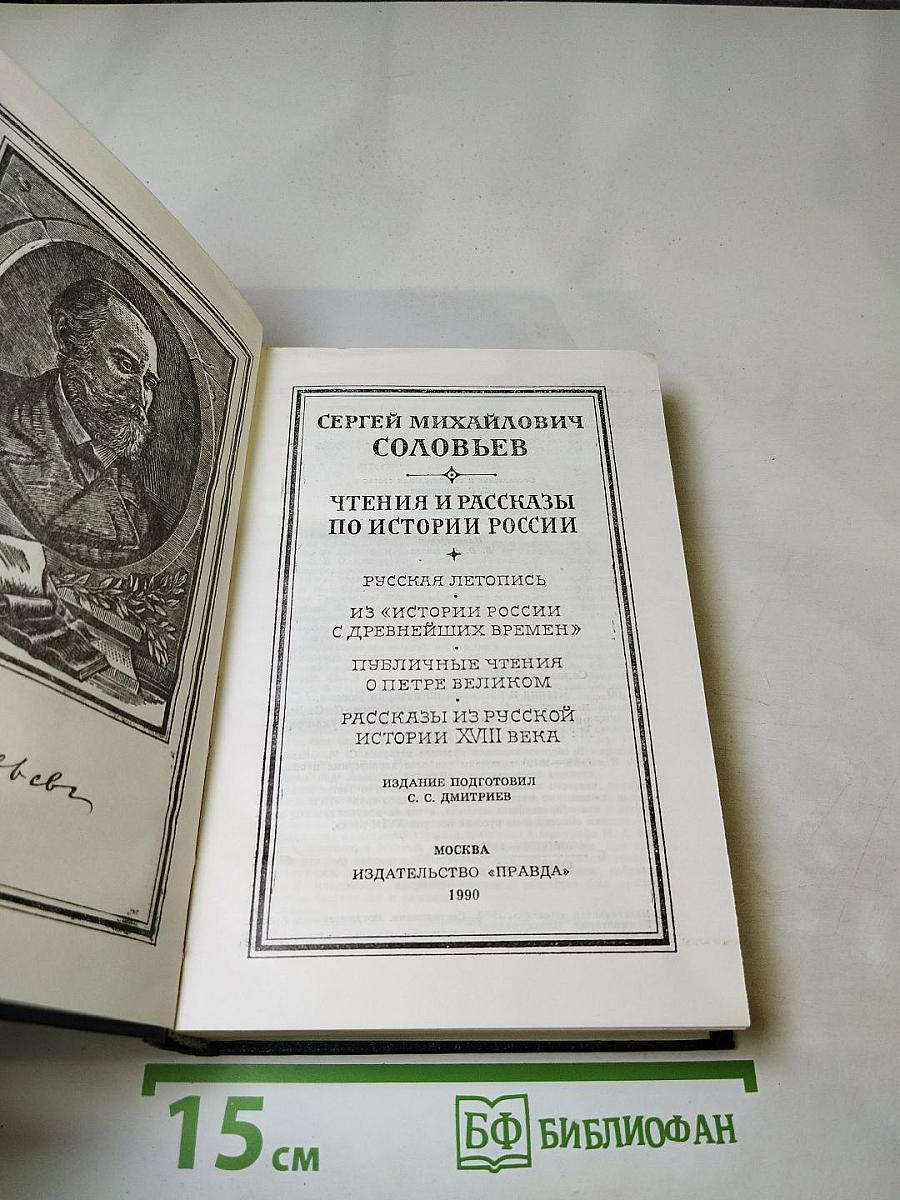 СЕРГЕЙ МИХАЙЛОВИЧ
СОЛОВЬЕВ
ЧТЕНИЯ И РАССКАЗЫ
ПО ИСТОРИИ РОССИИ
РУССКАЯ ЛЕТОПИСЬ
ИЗ «ИСТОРИИ РОССИИ
С ДРЕВНЕЙШИХ ВРЕМЕН»
ПУБЛИЧНЫЕ ЧТЕНИЯ
О ПЕТРЕ ВЕЛИКОМ
РАССКАЗЫ ИЗ РУССКОЙ
ИСТОРИИ XVIII ВЕКА
ИЗДАНИЕ ПОДГОТОВИЛ
С. С. ДМИТРИЕВ
МОСКВА
ИЗДАТЕЛЬСТВО «ПРАВДА»
1990
15 см
БФ БИБЛИОФАН